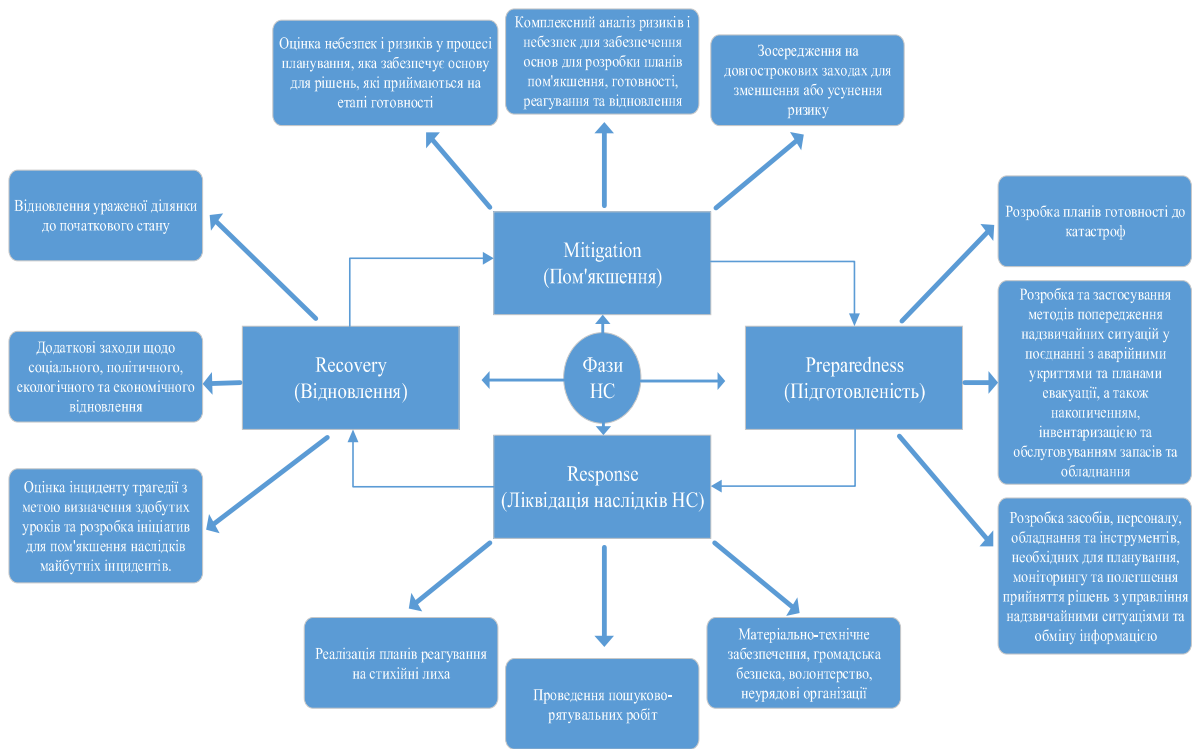 Оцінка небезпек і ризиків у процесі
планування, яка забезпечує основу
для рішень, які приймаються на
етапі готовності
Комплексний аналіз ризиків і
небезпек для забезпечення
основ для розробки планів
пом'якшення, готовності,
реагування та відновлення
Зосередження на
довгострокових заходах для
зменшення або усунення
ризику
Відновлення ураженої ділянки
до початкового стану
Mitigation
(Пом'якшення)
Розробка планів готовності до
катастроф
Додаткові заходи щодо
соціального, політичного,
екологічного та економічного
відновлення
Recovery
(Відновлення)
Фази
НС
Preparedness
(Підготовленість)
Розробка та застосування
методів попередження
надзвичайних ситуацій у
поєднанні з аварійними
укриттями та планами
евакуації, а також
накопиченням,
інвентаризацією та
обслуговуванням запасів та
обладнання
Оцінка інциденту трагедії з
метою визначення здобутих
уроків та розробка ініціатив
для пом'якшення наслідків
майбутніх інцидентів.
Response
(Ліквідація наслідків НС)
Розробка засобів, персоналу,
обладнання та інструментів,
необхідних для планування,
моніторингу та полегшення
прийняття рішень з управління
надзвичайними ситуаціями та
обміну інформацією
Реалізація планів реагування
на стихійні лиха
Проведення пошуково-
рятувальних робіт
Матеріально-технічне
забезпечення, громадська
безпека, волонтерство,
неурядові організації